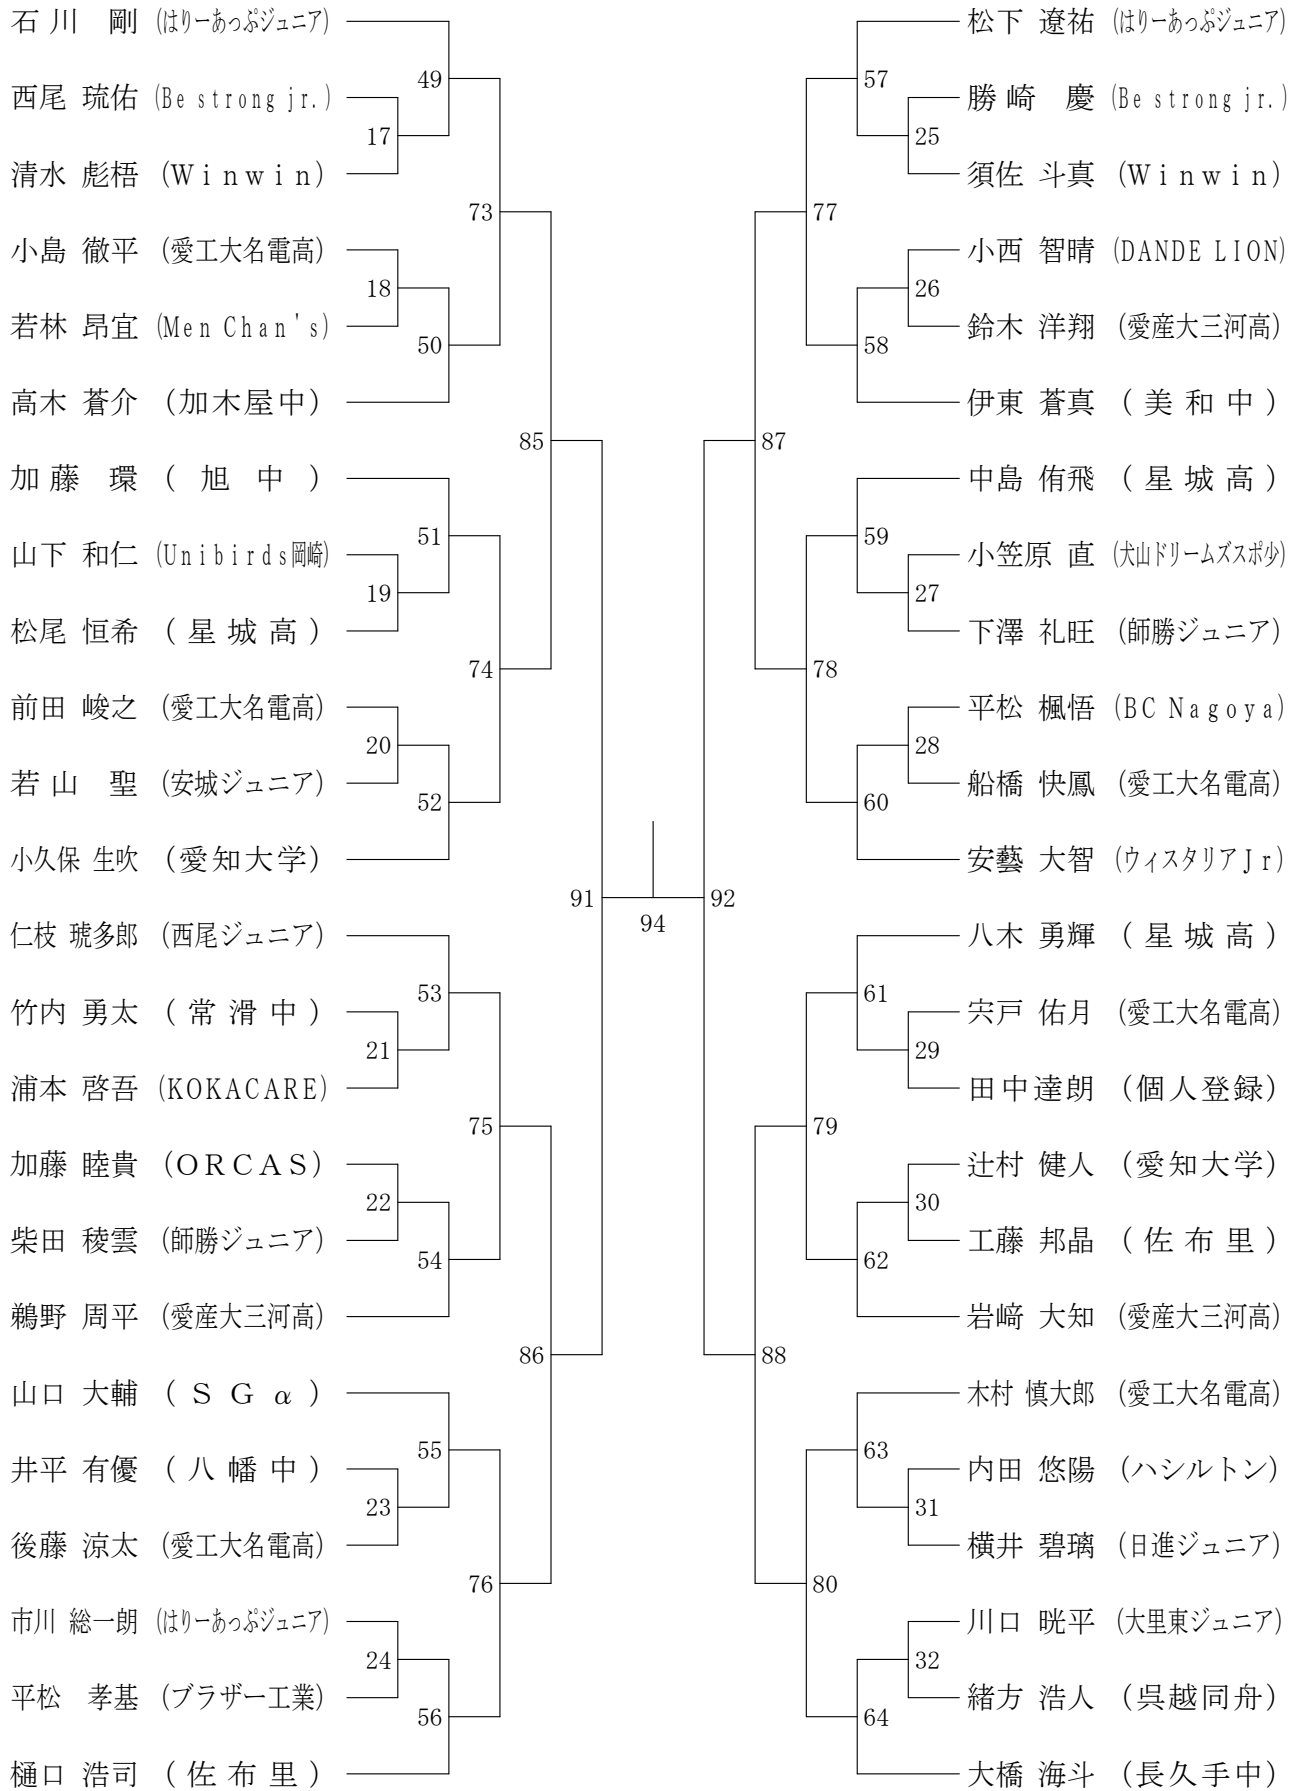 石川 剛 (はりーあっぷジュニア)
49
西尾 琉佑 (Be strong jr.)
17
清水 彪梧 (Winwin)
73
小島 徹平 (愛工大名電高)
18
若林 昂宜 (Men Chan's)
50
高木 蒼介 (加木屋中)
85
加藤 環 (旭中)
51
山下 和仁 (Unibirds岡崎)
19
松尾 恒希 (星城高)
74
前田 峻之 (愛工大名電高)
20
若山 聖 (安城ジュニア)
52
小久保 生吹 (愛知大学)
91
仁枝 琥多郎 (西尾ジュニア)
53
竹内 勇太 (常滑中)
21
浦本 啓吾 (KOKACARE)
75
加藤 睦貴 (ORCAS)
22
柴田 稜雲 (師勝ジュニア)
54
鵜野 周平 (愛産大三河高)
86
山口 大輔 (SGα)
55
井平 有優 (八幡中)
23
後藤 涼太 (愛工大名電高)
76
市川 総一朗 (はりーあっぷジュニア)
24
平松 孝基 (ブラザー工業)
56
樋口 浩司 (佐布里)
94
松下 遼祐 (はりーあっぷジュニア)
57
勝崎 慶 (Be strong jr.)
25
須佐 斗真 (Winwin)
77
小西 智晴 (DANDE LION)
26
鈴木 洋翔 (愛産大三河高)
58
伊東 蒼真 (美和中)
87
中島 侑飛 (星城高)
59
小笠原 直 (犬山ドリームズスポ少)
27
下澤 礼旺 (師勝ジュニア)
78
平松 楓悟 (BC Nagoya)
28
船橋 快鳳 (愛工大名電高)
60
安藝 大智 (ウィスタリアJr)
92
八木 勇輝 (星城高)
61
宍戸 佑月 (愛工大名電高)
29
田中達朗 (個人登録)
79
辻村 健人 (愛知大学)
30
工藤 邦晶 (佐布里)
62
岩﨑 大知 (愛産大三河高)
88
木村 慎大郎 (愛工大名電高)
63
内田 悠陽 (ハシルトン)
31
横井 碧璃 (日進ジュニア)
80
川口 晄平 (大里東ジュニア)
32
緒方 浩人 (呉越同舟)
64
大橋 海斗 (長久手中)